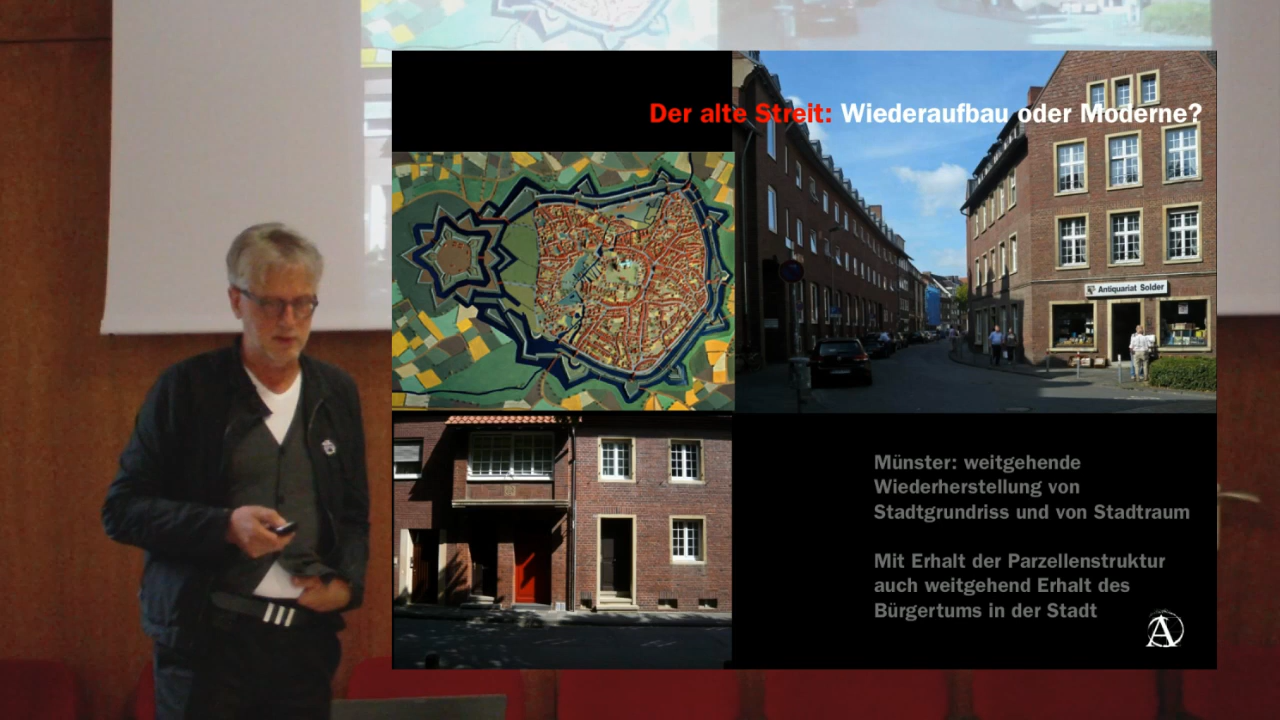 Der alte Streit: Wiederaufbau oder Moderne?
Antiquariat Solder
Münster: weitgehende
Wiederherstellung von
Stadtgrundriss und von Stadtraum
Mit Erhalt der Parzellenstruktur
auch weitgehend Erhalt des
Bürgertums in der Stadt
A